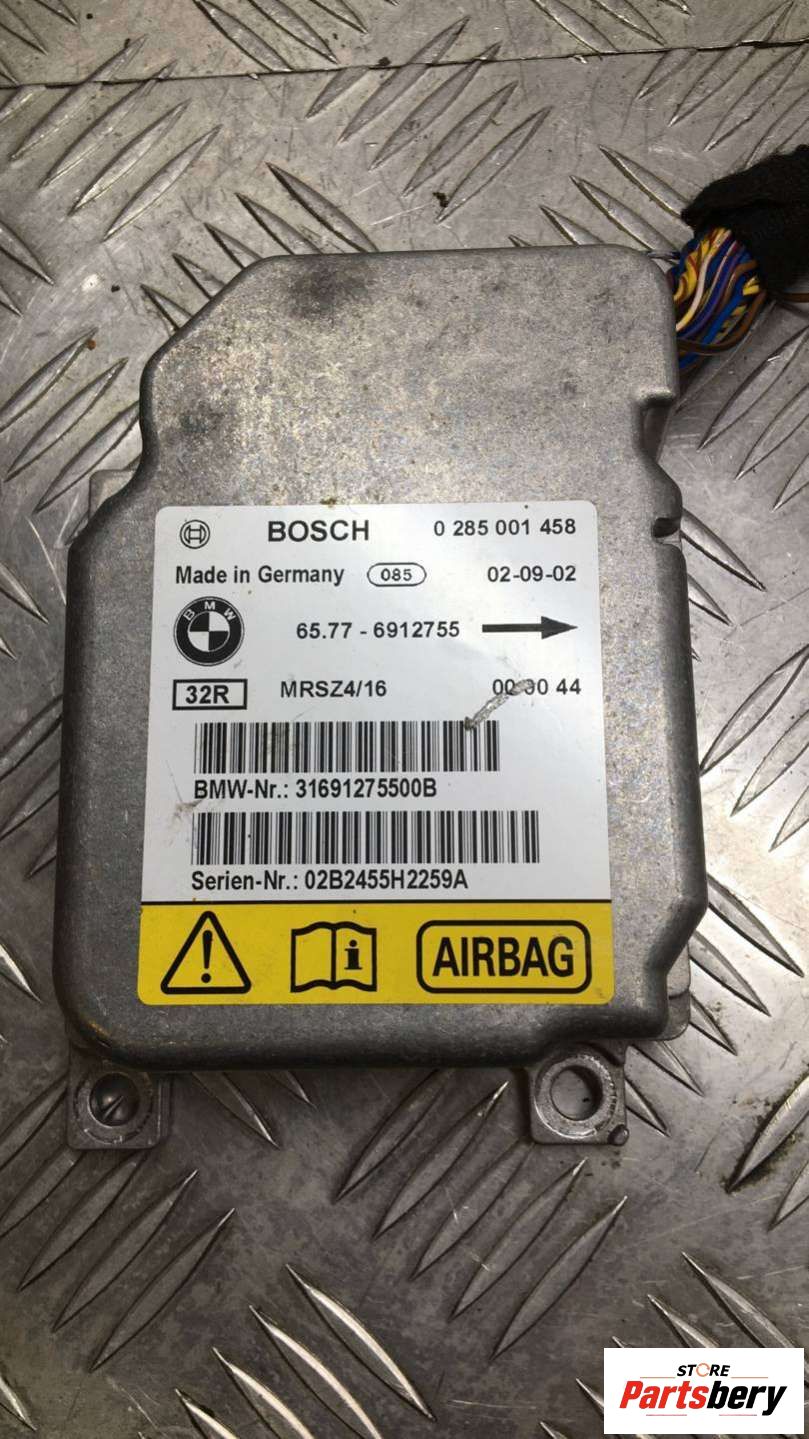 BOSCH 0 285 001 458
Made in Germany 085 02-09-02
BMW 65.77 - 6912755
32R MRSZ4/16 44
BMW-Nr.: 31691275500B
Serien-Nr.: 02B2455H2259A
AIRBAG
STORE
Partsbery